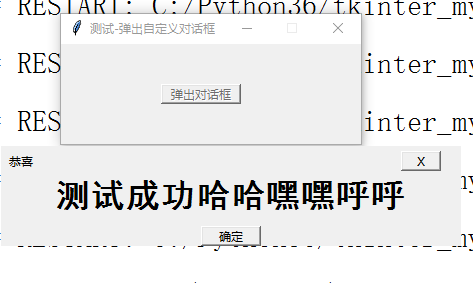 RESTART: C:/Python36/tkinter_my
测试-弹出自定义对话框
RES
inter_my
弹出对话框
RES
inter_my
恭喜
X
测试成功哈哈嘿嘿呼呼
确定